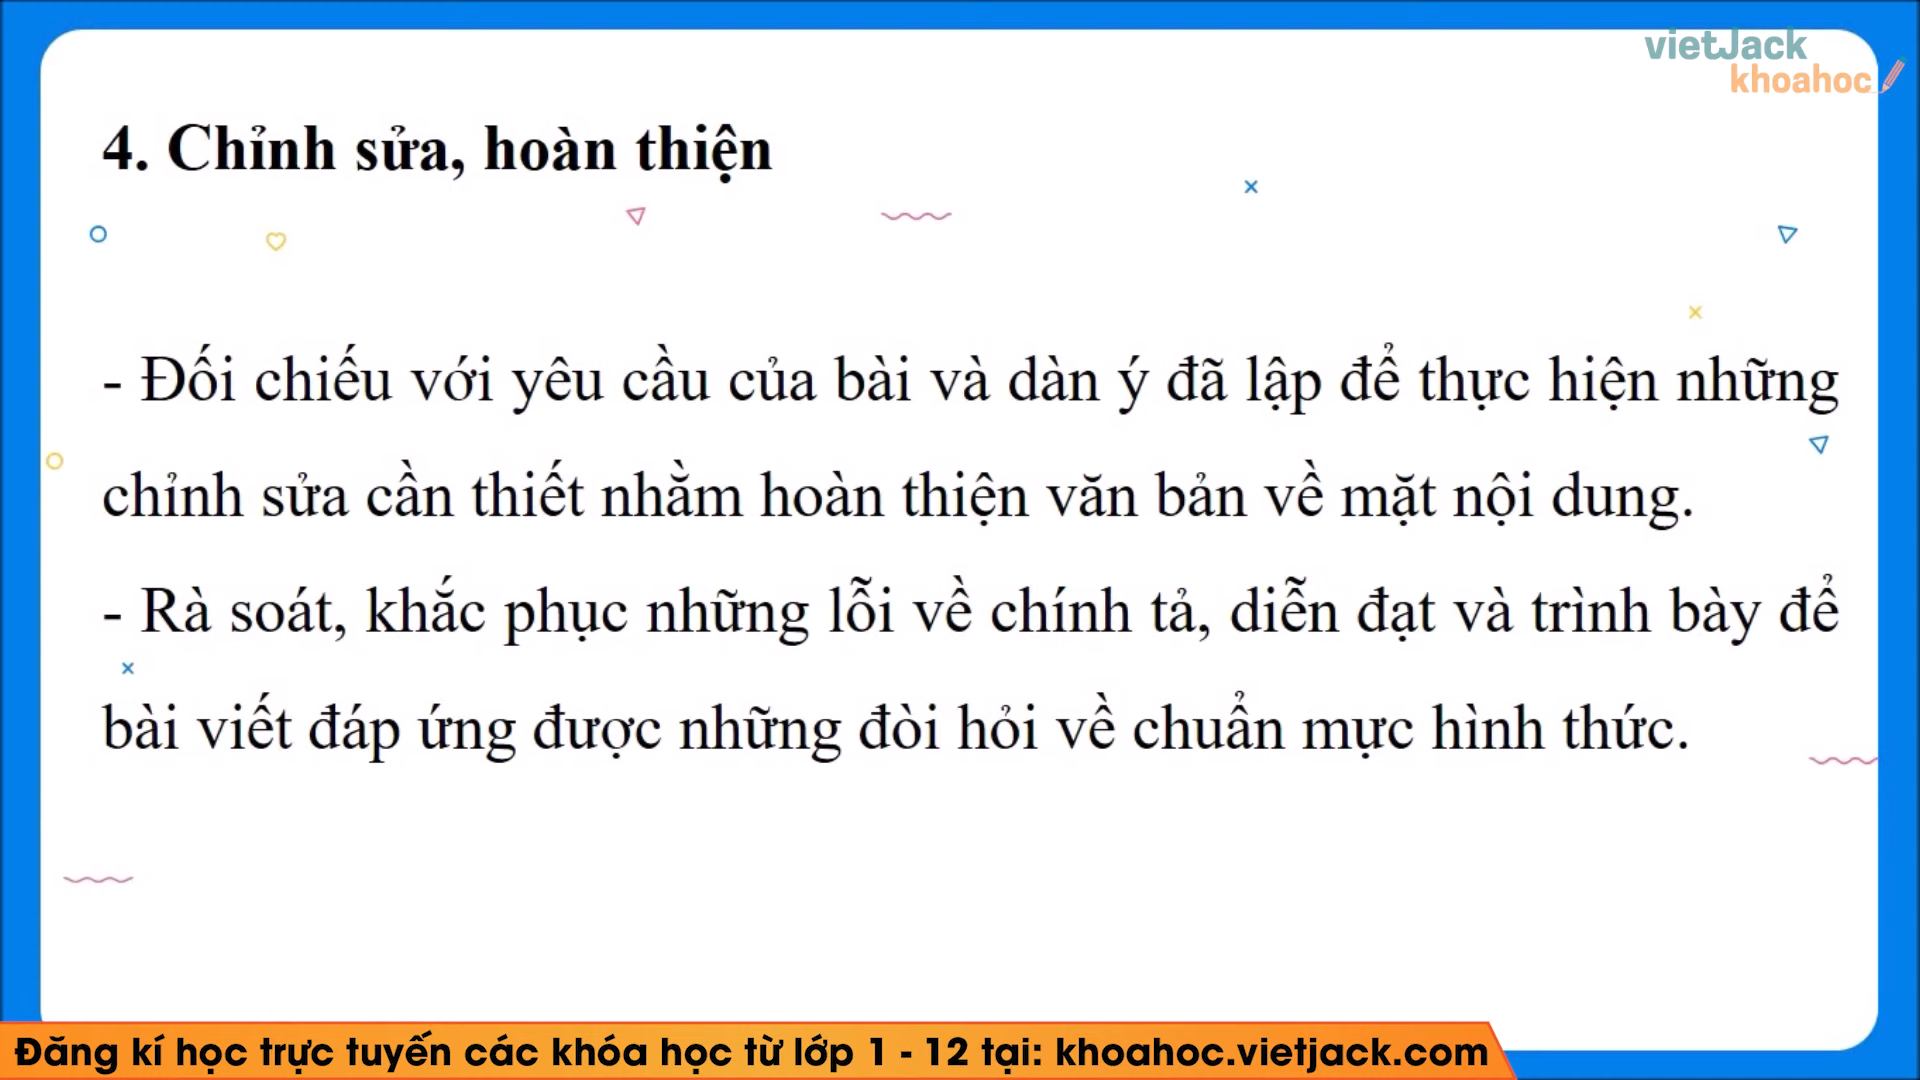 vietJack
khoahoc
4. Chỉnh sửa, hoàn thiện
- Đối chiếu với yêu cầu của bài và dàn ý đã lập để thực hiện những
chỉnh sửa cần thiết nhằm hoàn thiện văn bản về mặt nội dung.
- Rà soát, khắc phục những lỗi về chính tả, diễn đạt và trình bày để
bài viết đáp ứng được những đòi hỏi về chuẩn mực hình thức.
Đăng kí học trực tuyến các khóa học từ lớp 1 - 12 tại: khoahoc.vietjack.com